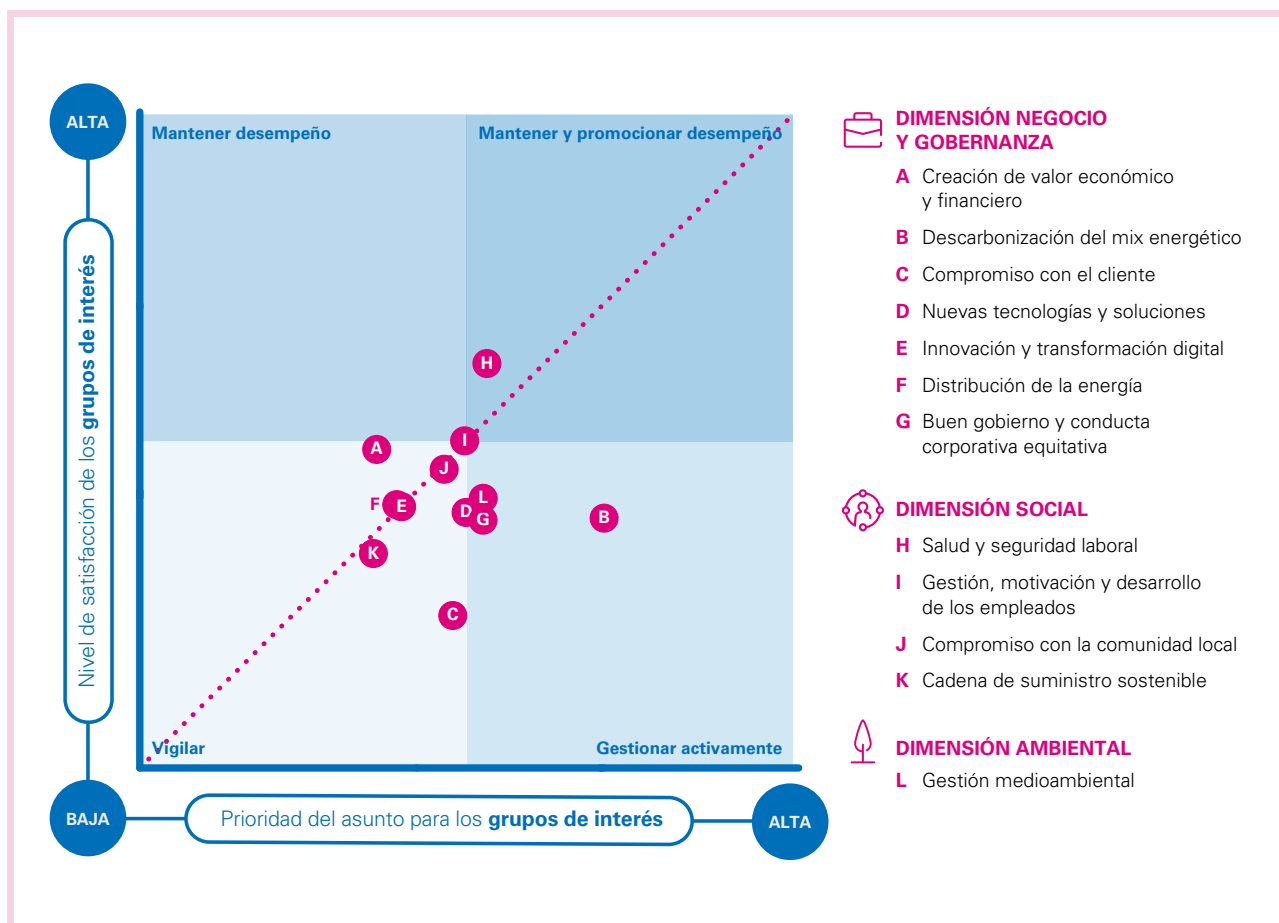 ALTA
Nivel de satisfacción de los grupos de interés
BAJA
Mantener desempeño
Mantener y promocionar desempeño
H
I
A
J
L
F
E
D
G
B
K
C
Vigilar
Gestionar activamente
Prioridad del asunto para los grupos de interés
ALTA
DIMENSIÓN NEGOCIO
Y GOBERNANZA
A Creación de valor económico
y financiero
B Descarbonización del mix energético
C Compromiso con el cliente
D Nuevas tecnologías y soluciones
E Innovación y transformación digital
F Distribución de la energía
G Buen gobierno y conducta
corporativa equitativa
DIMENSIÓN SOCIAL
H Salud y seguridad laboral
I Gestión, motivación y desarrollo
de los empleados
J Compromiso con la comunidad local
K Cadena de suministro sostenible
DIMENSIÓN AMBIENTAL
L Gestión medioambiental